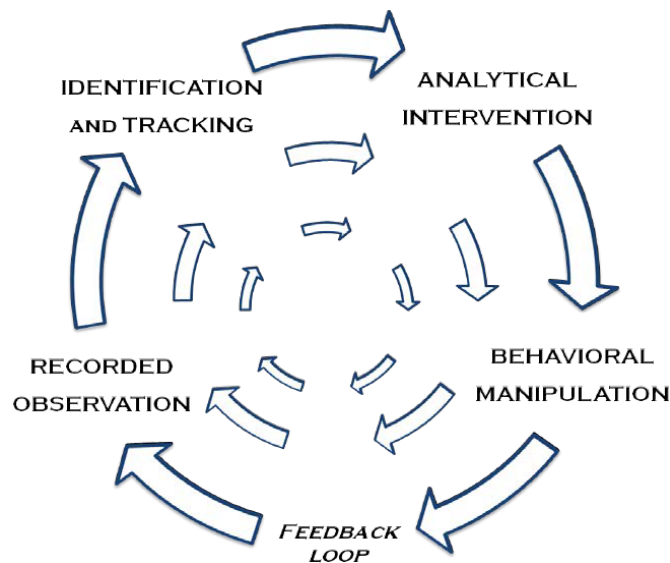 IDENTIFICATION
AND TRACKING
ANALYTICAL
INTERVENTION
BEHAVIORAL
MANIPULATION
FEEDBACK
LOOP
RECORDED
OBSERVATION